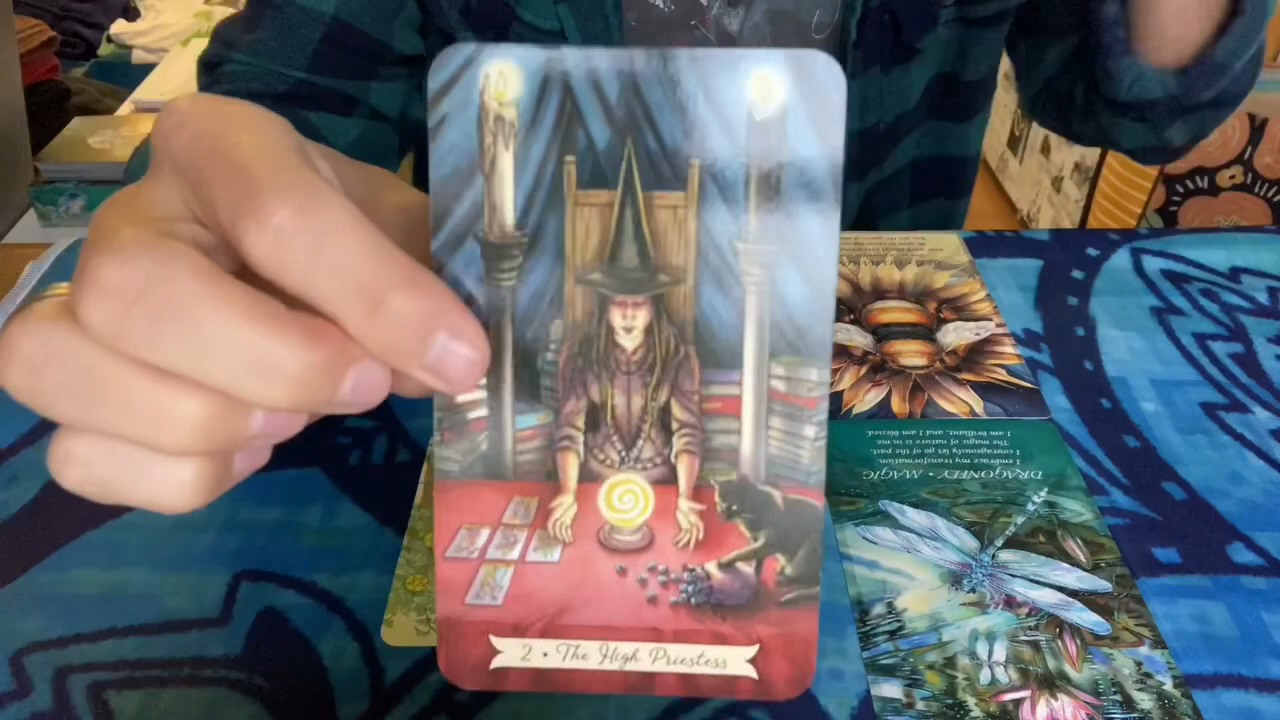 2 • The High Priestess
DRAGONFLY • MAGIC
I embrace my transformation.
I courageously let go of the past.
The magic of nature is in me.
I am brilliant, and I am blessed.